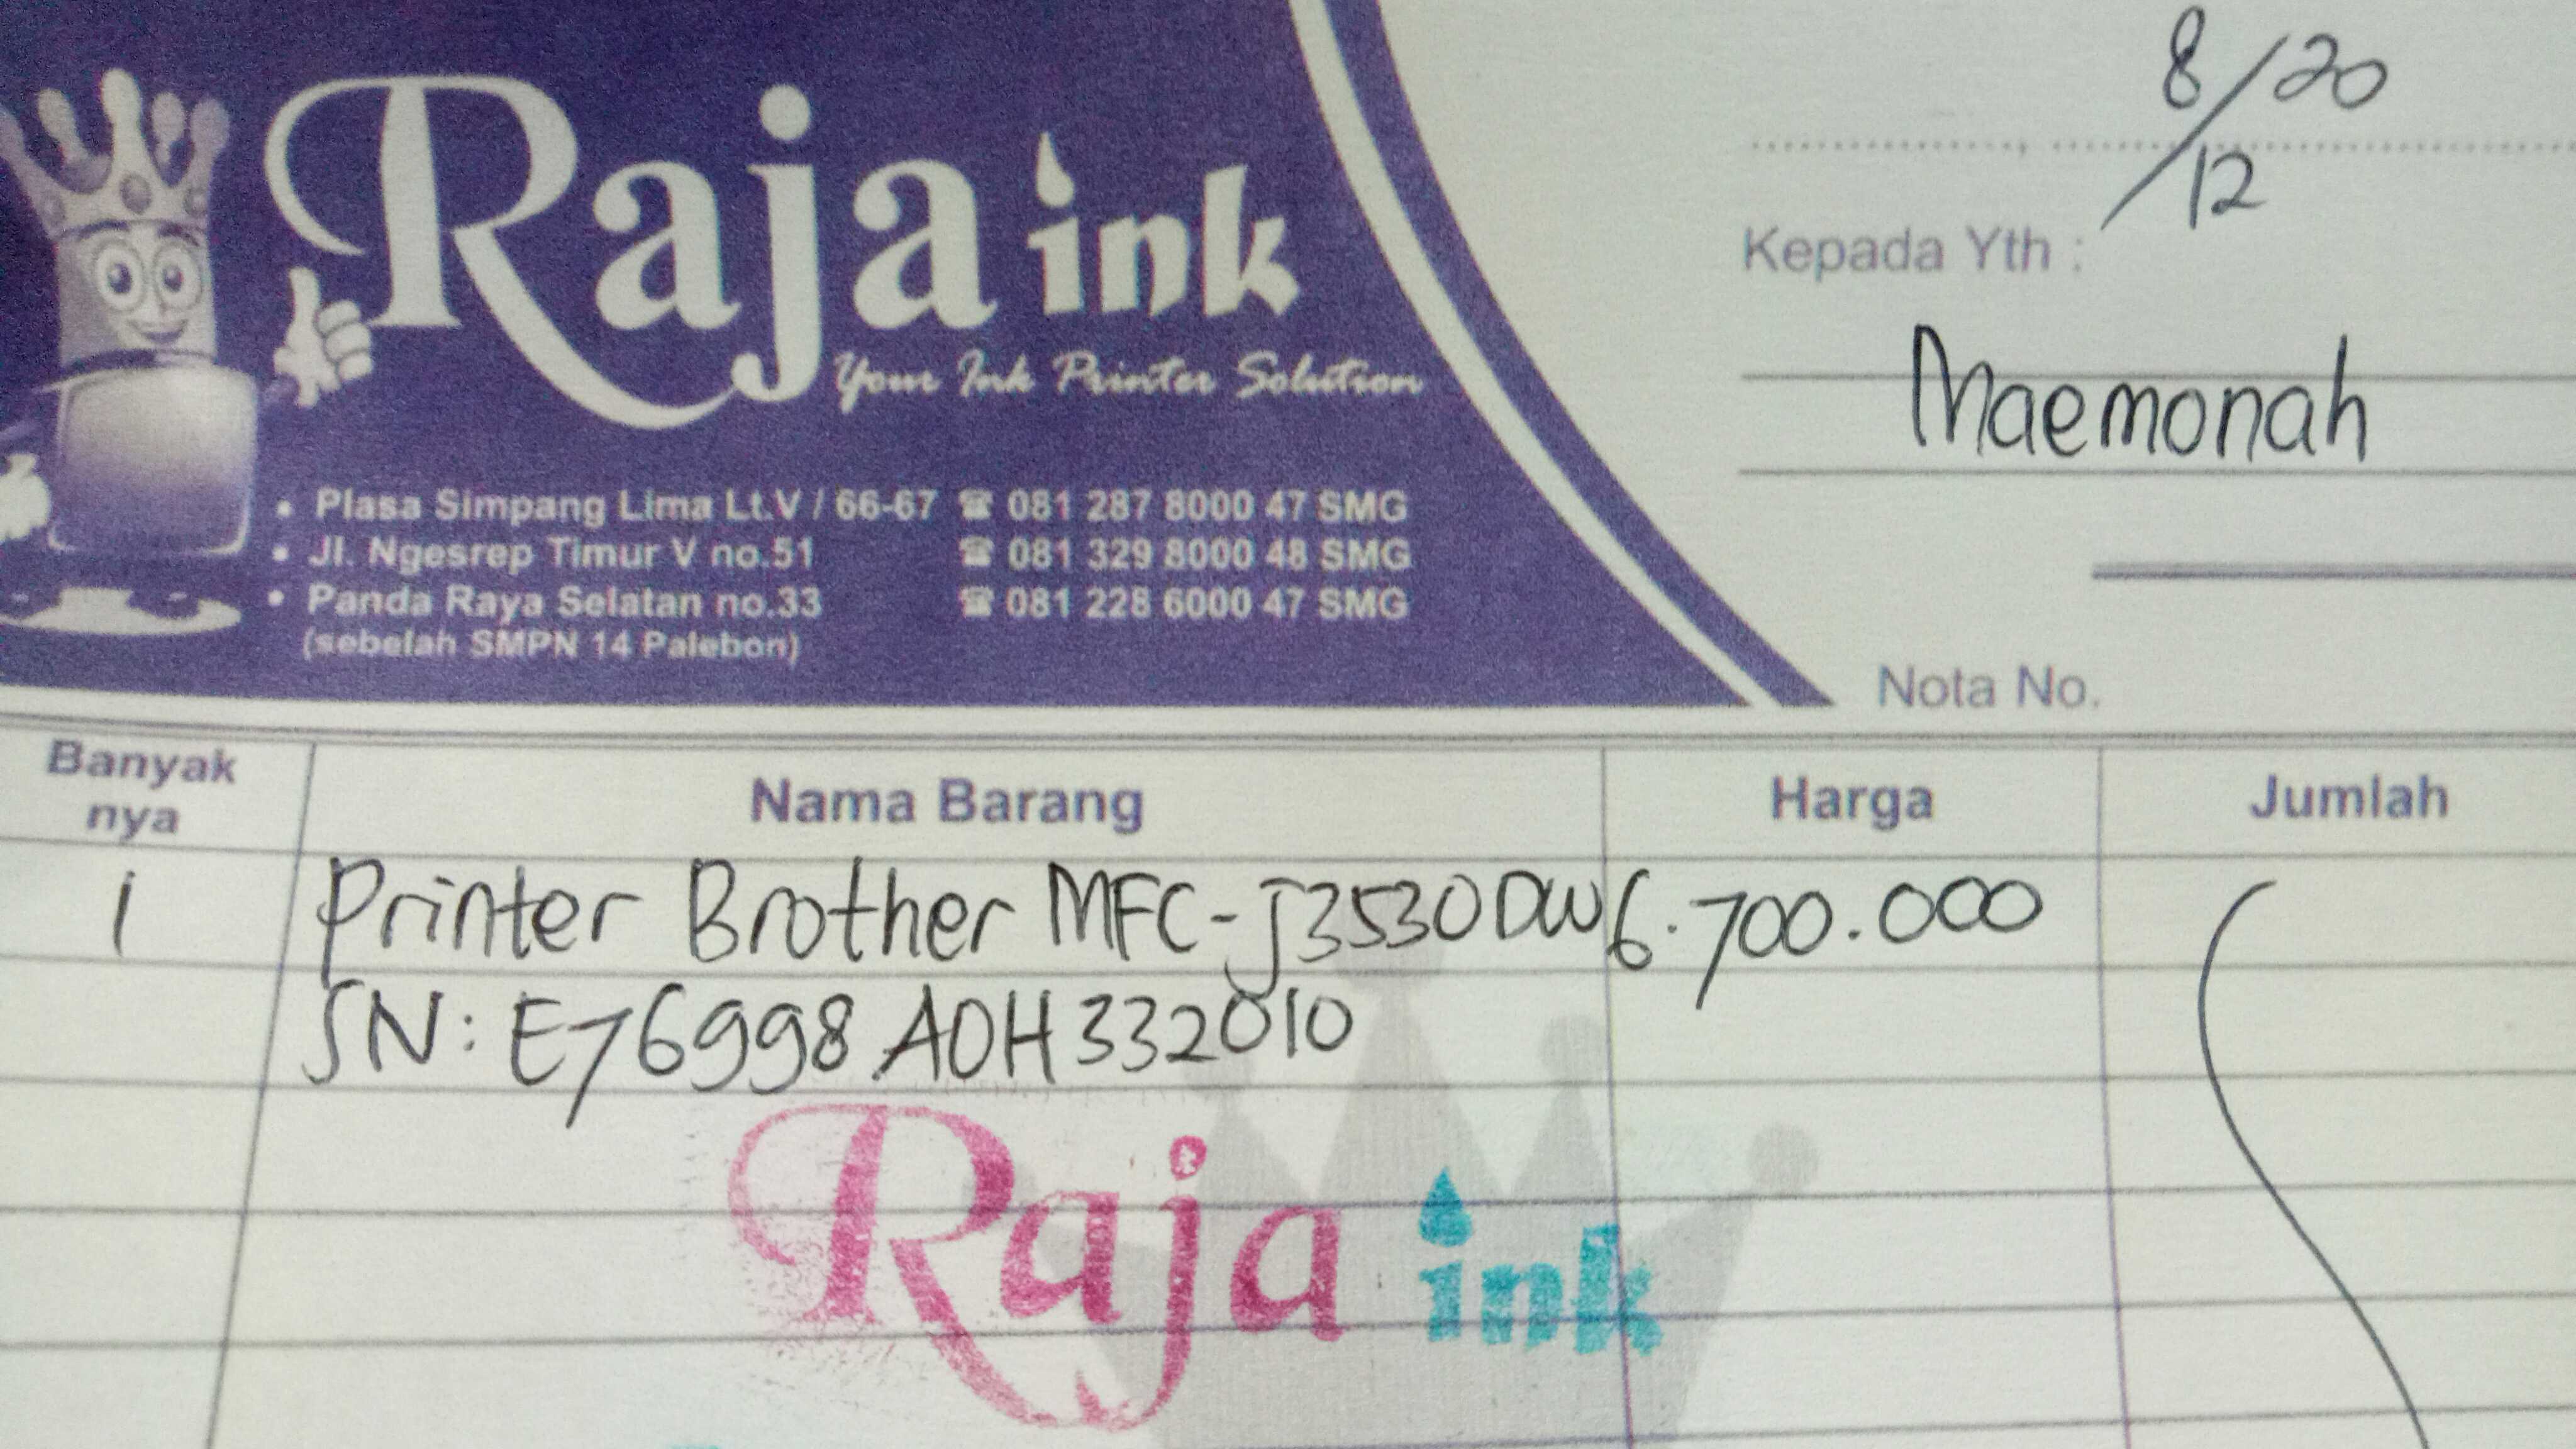 Raja ink
Your Ink Printer Solution
• Plasa Simpang Lima Lt.V / 66-67 ☎ 081 287 8000 47 SMG
• Jl. Ngesrep Timur V no.51 ☎ 081 329 8000 48 SMG
• Panda Raya Selatan no.33 ☎ 081 228 6000 47 SMG
(sebelah SMPN 14 Palebon)
8/20
12
Kepada Yth :
Maemonah
Nota No.
Banyak nya Nama Barang Harga Jumlah
1 Printer Brother MFC-J3530DW 6.700.000
SN: E76998A0H332010
Raja ink